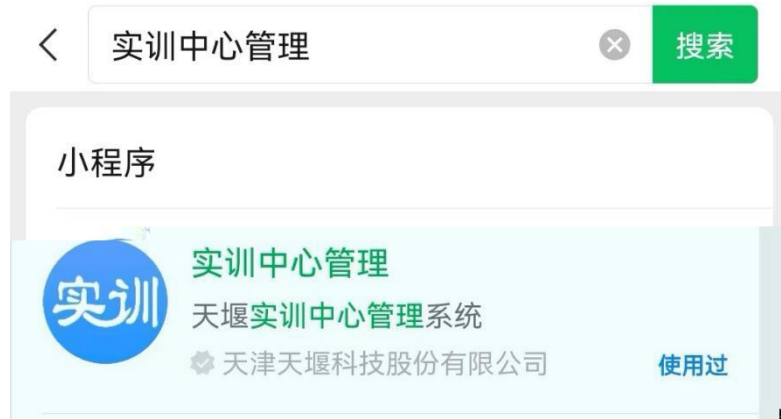 实训中心管理
搜索
小程序
实训
实训中心管理
天堰实训中心管理系统
天津天堰科技股份有限公司
使用过